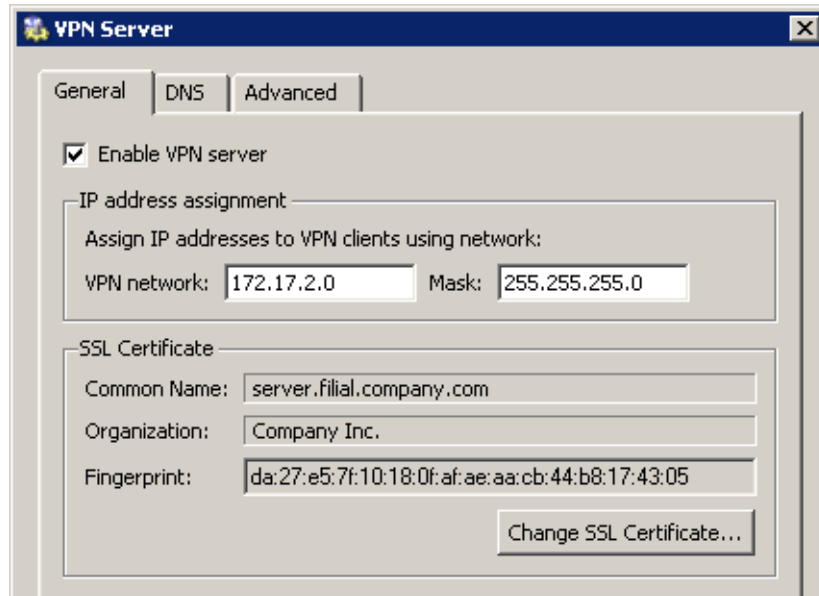 VPN Server
General DNS Advanced
Enable VPN server
IP address assignment
Assign IP addresses to VPN clients using network:
VPN network: 172.17.2.0 Mask: 255.255.255.0
SSL Certificate
Common Name: server.filial.company.com
Organization: Company Inc.
Fingerprint: da:27:e5:7f:10:18:0f:af:ae:aa:cb:44:b8:17:43:05
Change SSL Certificate...